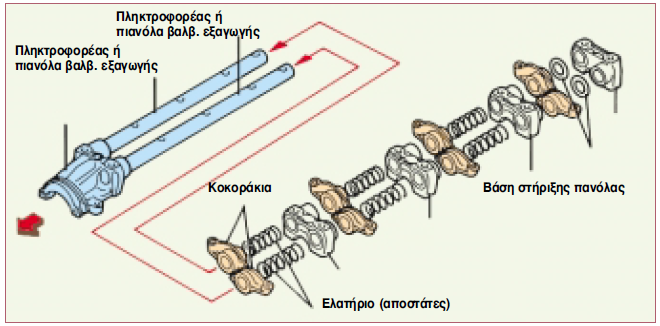 Πληκτροφορέας ή
πιανόλα βαλβ. εξαγωγής
Πληκτροφορέας ή
πιανόλα βαλβ. εξαγωγής
Κοκοράκια
Βάση στήριξης πανόλας
Ελατήριο (αποστάτες)